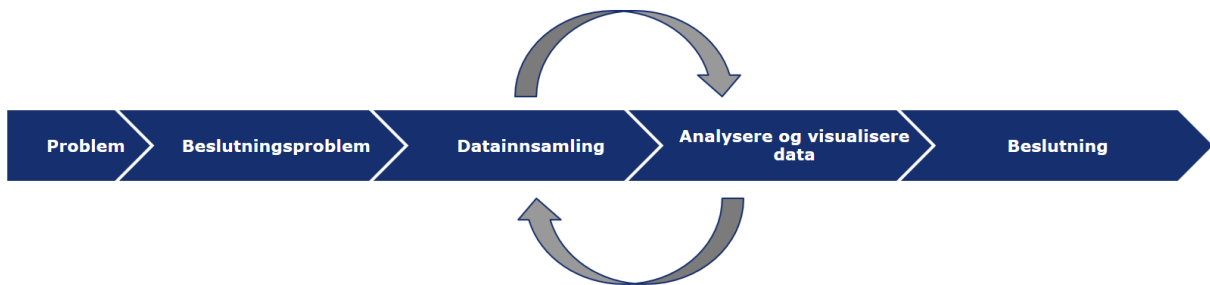 Problem
Beslutningsproblem
Datainnsamling
Analysere og visualisere
data
Beslutning